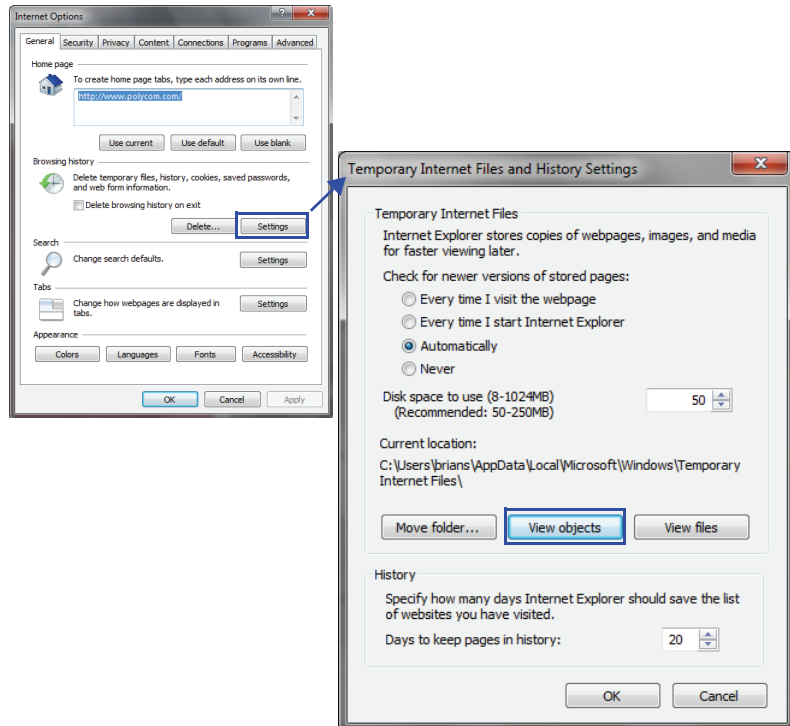 Internet Options
General Security Privacy Content Connections Programs Advanced
Home page
To create home page tabs, type each address on its own line.
http://www.polycom.com/
Use current Use default Use blank
Browsing history
Delete temporary files, history, cookies, saved passwords,
and web form information.
Delete browsing history on exit
Delete... Settings
Search
Change search defaults. Settings
Tabs
Change how webpages are displayed in
tabs.
Settings
Appearance
Colors Languages Fonts Accessibility
OK Cancel Apply
Temporary Internet Files and History Settings
Temporary Internet Files
Internet Explorer stores copies of webpages, images, and media
for faster viewing later.
Check for newer versions of stored pages:
Every time I visit the webpage
Every time I start Internet Explorer
Automatically
Never
Disk space to use (8-1024MB) 50
(Recommended: 50-250MB)
Current location:
C:\Users\brians\AppData\Local\Microsoft\Windows\Temporary
Internet Files\
Move folder... View objects View files
History
Specify how many days Internet Explorer should save the list
of websites you have visited.
Days to keep pages in history: 20
OK Cancel